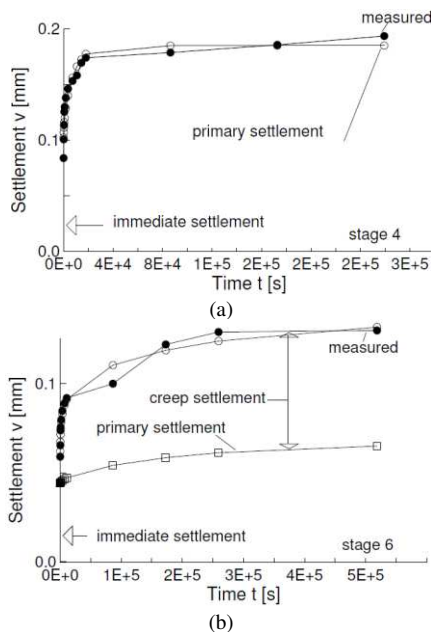 0.2
measured
Settlement v [mm]
0.1
primary settlement
immediate settlement
stage 4
0.0
0E+0 4E+4 8E+4 1E+5 2E+5 2E+5 2E+5 3E+5
Time t [s]
(a)
measured
0.1
Settlement v [mm]
creep settlement
primary settlement
immediate settlement
stage 6
0.0
0E+0 1E+5 2E+5 3E+5 4E+5 5E+5
Time t [s]
(b)